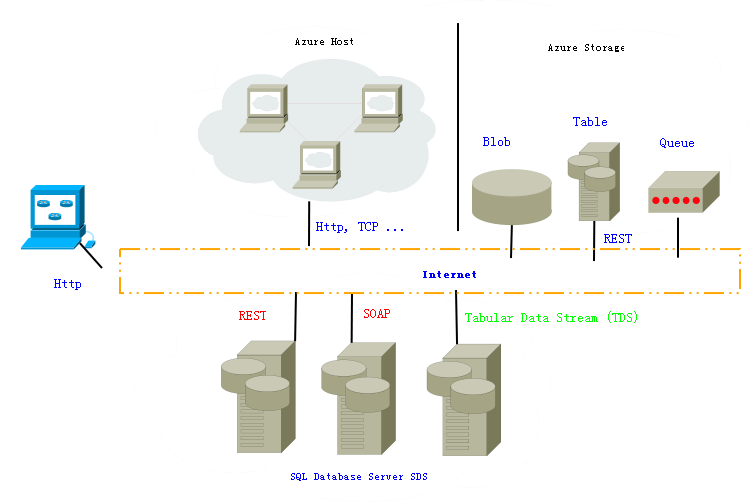 Azure Host
Azure Storage
Table
Blob
Queue
Http, TCP ...
REST
Http
Internet
REST
SOAP
Tabular Data Stream (TDS)
SQL Database Server SDS